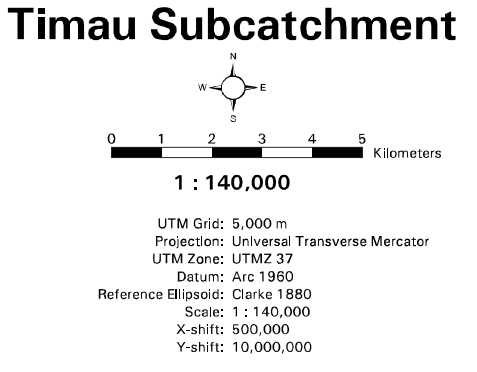 Timau Subcatchment
N
W E
S
0 1 2 3 4 5
Kilometers
1 : 140,000
UTM Grid: 5,000 m
Projection: Universal Transverse Mercator
UTM Zone: UTMZ 37
Datum: Arc 1960
Reference Ellipsoid: Clarke 1880
Scale: 1 : 140,000
X-shift: 500,000
Y-shift: 10,000,000